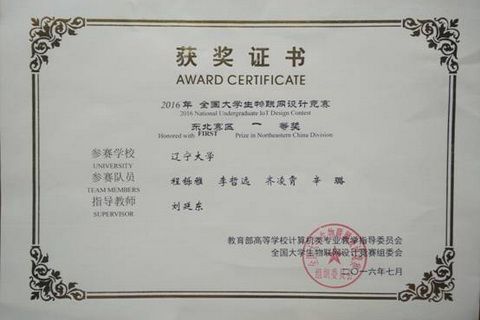 获奖证书
AWARD CERTIFICATE
2016年 全国大学生物联网设计竞赛
2016 National Undergraduate IoT Design Contest
东北赛区 一 等奖
Honored with FIRST Prize in Northeastern China Division
参赛学校 辽宁大学
UNIVERSITY
参赛队员 程铄雅 李哲远 齐凌霄 辛璐
TEAM MEMBERS
指导教师 刘廷东
SUPERVISOR
教育部高等学校计算机类专业教学指导委员会
全国大学生物联网设计竞赛组委会
二〇一六年七月